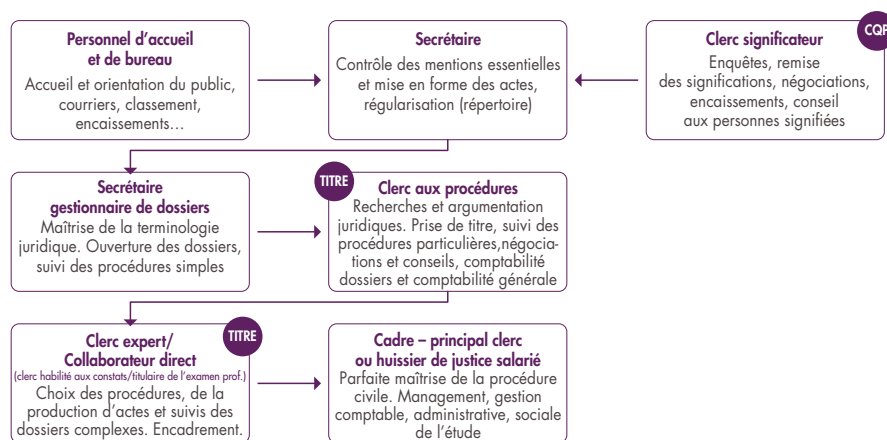 Personnel d'accueil
et de bureau
Accueil et orientation du public,
courriers, classement,
encaissements…
Secrétaire
Contrôle des mentions essentielles
et mise en forme des actes,
régularisation (répertoire)
CQP
Clerc significateur
Enquêtes, remise
des significations, négociations,
encaissements, conseil
aux personnes signifiées
Secrétaire
gestionnaire de dossiers
Maîtrise de la terminologie
juridique. Ouverture des dossiers,
suivi des procédures simples
TITRE
Clerc aux procédures
Recherches et argumentation
juridiques. Prise de titre, suivi des
procédures particulières,négocia-
tions et conseils, comptabilité
dossiers et comptabilité générale
Clerc expert/
Collaborateur direct
(clerc habilité aux constats/titulaire de l'examen prof.)
Choix des procédures, de la
production d'actes et suivis des
dossiers complexes. Encadrement.
TITRE
Cadre – principal clerc
ou huissier de justice salarié
Parfaite maîtrise de la procédure
civile. Management, gestion
comptable, administrative, sociale
de l'étude